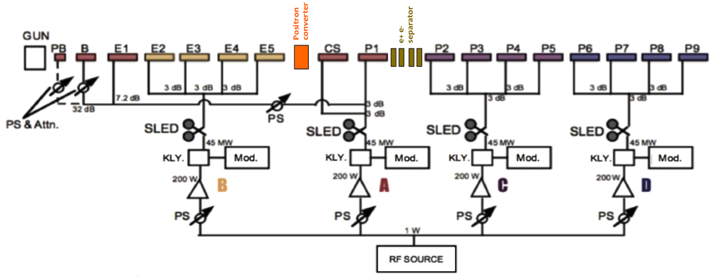 Positron
converter
e+ e-
separator
GUN
PB B E1 E2 E3 E4 E5 CS P1 P2 P3 P4 P5 P6 P7 P8 P9
3 dB 3 dB 3 dB 3 dB 3 dB 3 dB 3 dB
7.2 dB 3 dB
32 dB 3 dB
PS & Attn. PS
SLED SLED SLED SLED
45 MW 45 MW 45 MW 45 MW
KLY. Mod. KLY. Mod. KLY. Mod. KLY. Mod.
200 W B 200 W A 200 W C 200 W D
PS PS PS PS
1 W
RF SOURCE